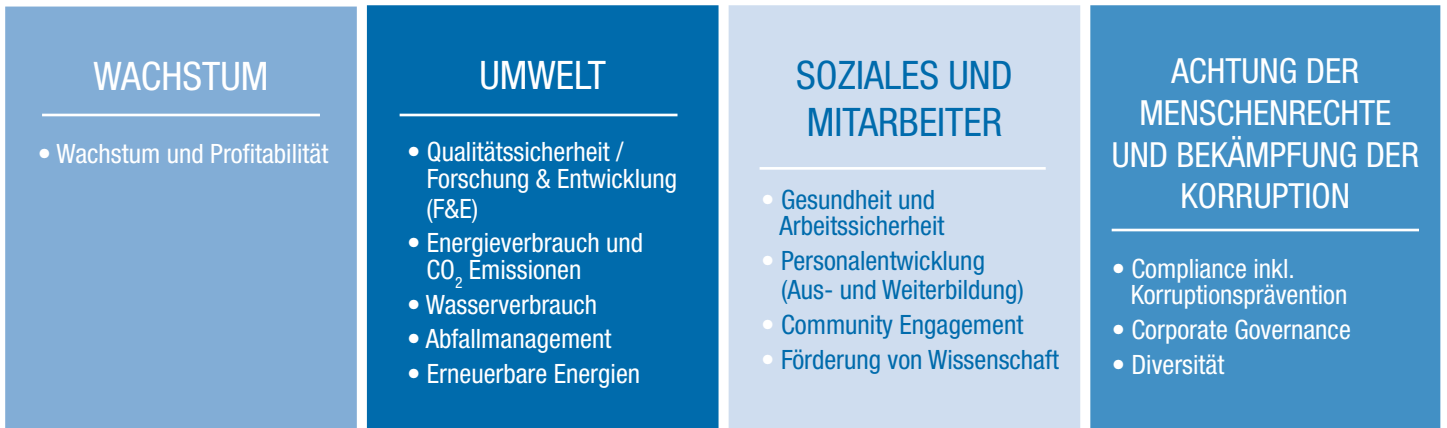 WACHSTUM
• Wachstum und Profitabilität
UMWELT
• Qualitätssicherheit /
Forschung & Entwicklung
(F&E)
• Energieverbrauch und
CO₂ Emissionen
• Wasserverbrauch
• Abfallmanagement
• Erneuerbare Energien
SOZIALES UND
MITARBEITER
• Gesundheit und
Arbeitssicherheit
• Personalentwicklung
(Aus- und Weiterbildung)
• Community Engagement
• Förderung von Wissenschaft
ACHTUNG DER
MENSCHENRECHTE
UND BEKÄMPFUNG DER
KORRUPTION
• Compliance inkl.
Korruptionsprävention
• Corporate Governance
• Diversität